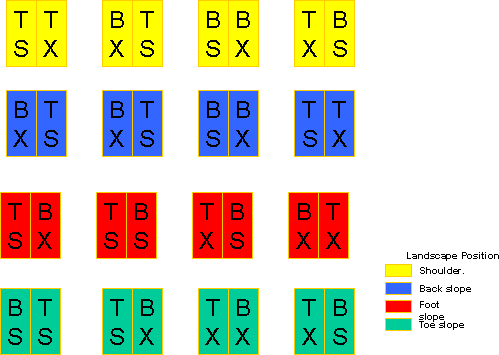 T T B T B B T B
S X X S S X X S
B T B T B B T T
X S X S S X S X
T B T B T B B T
S X S S X S X X
Landscape Position
Shoulder.
Back slope
Foot
slope
Toe slope
B T T B T B T B
S S S X X X X S